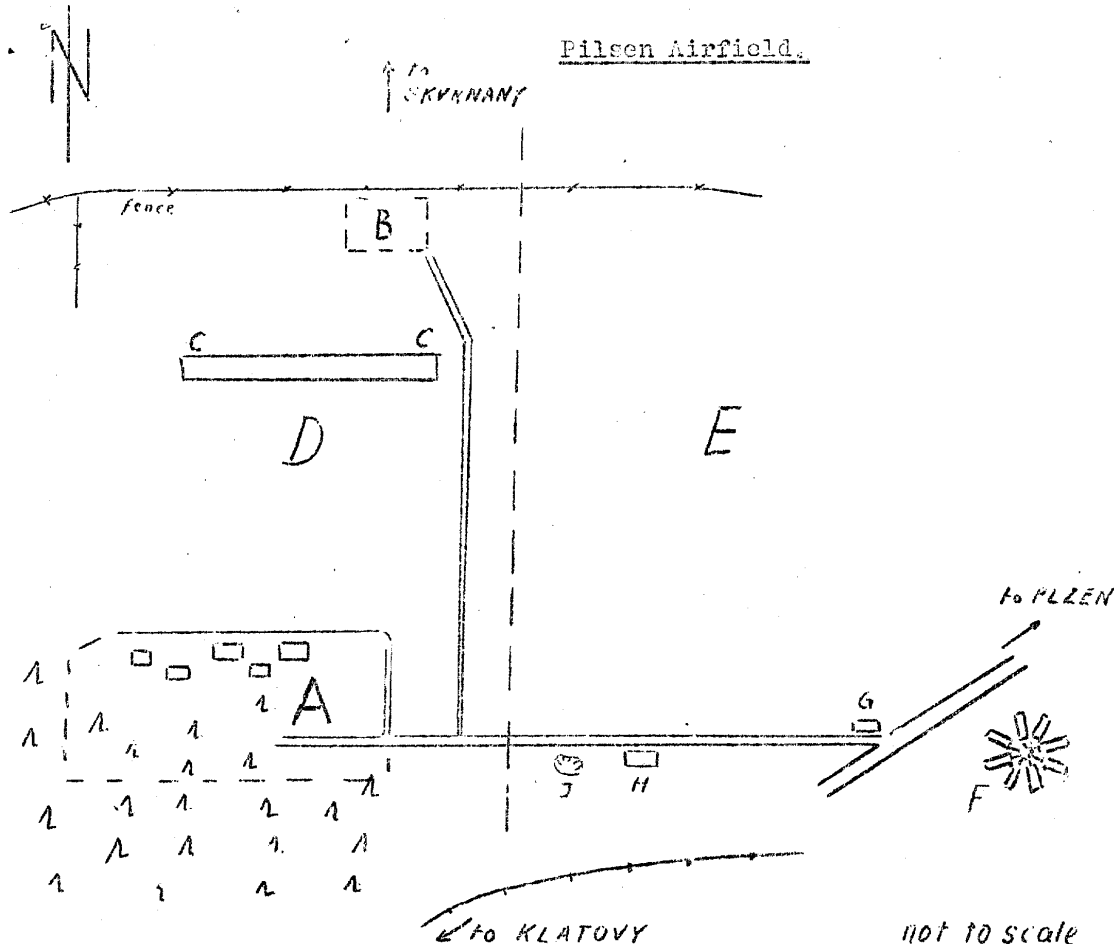 N
Pilsen Airfield.
to
SKVRNANY
fence
B
C C
D
E
to PLZEN
A
G
J
H
F
to KLATOVY
not to scale